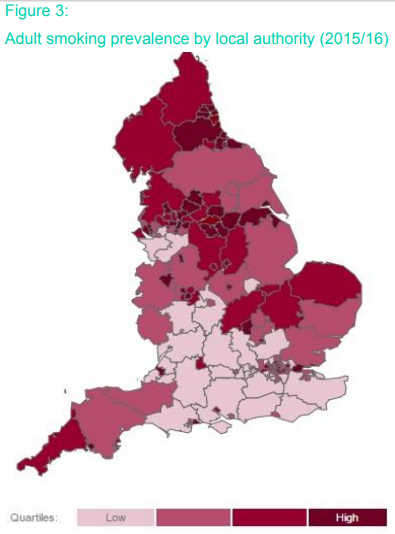 Figure 3:
Adult smoking prevalence by local authority (2015/16)
Quartiles: Low High